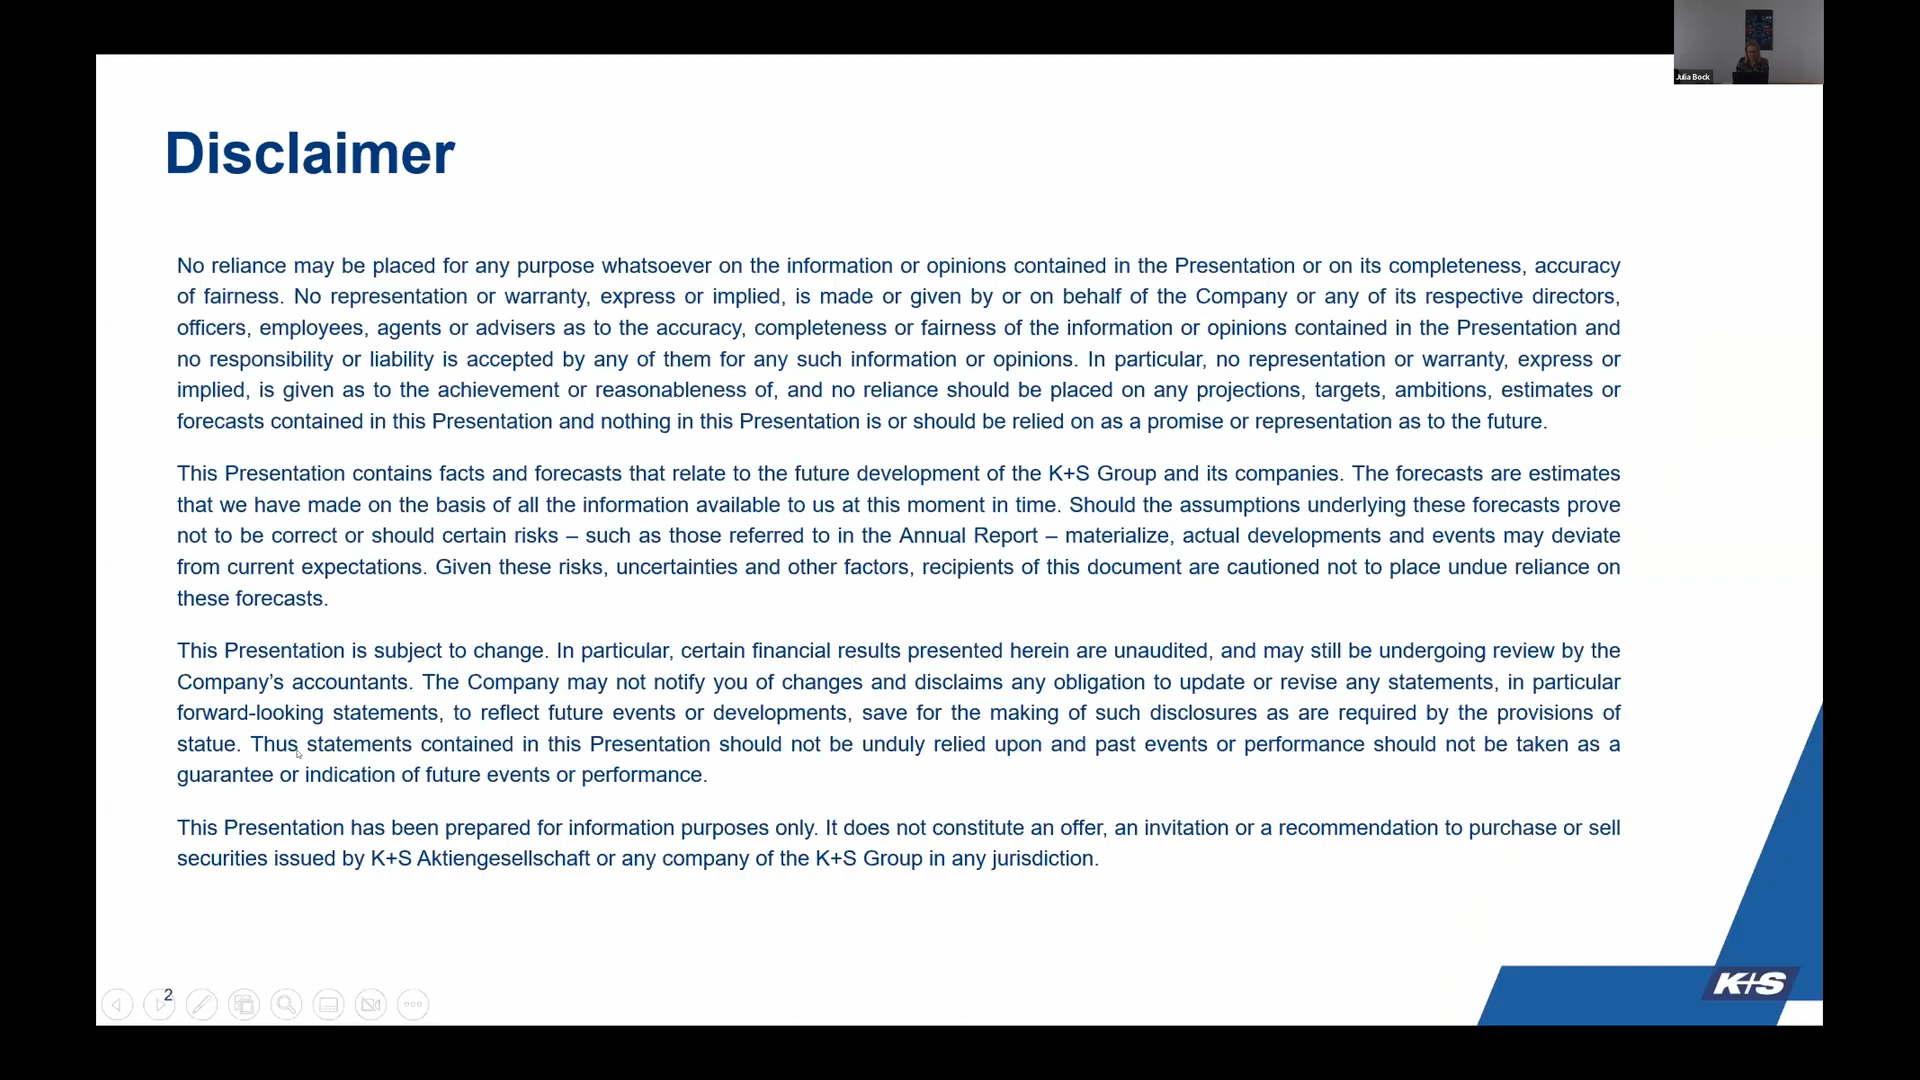 Julia Bock
Disclaimer
No reliance may be placed for any purpose whatsoever on the information or opinions contained in the Presentation or on its completeness, accuracy
of fairness. No representation or warranty, express or implied, is made or given by or on behalf of the Company or any of its respective directors,
officers, employees, agents or advisers as to the accuracy, completeness or fairness of the information or opinions contained in the Presentation and
no responsibility or liability is accepted by any of them for any such information or opinions. In particular, no representation or warranty, express or
implied, is given as to the achievement or reasonableness of, and no reliance should be placed on any projections, targets, ambitions, estimates or
forecasts contained in this Presentation and nothing in this Presentation is or should be relied on as a promise or representation as to the future.
This Presentation contains facts and forecasts that relate to the future development of the K+S Group and its companies. The forecasts are estimates
that we have made on the basis of all the information available to us at this moment in time. Should the assumptions underlying these forecasts prove
not to be correct or should certain risks – such as those referred to in the Annual Report – materialize, actual developments and events may deviate
from current expectations. Given these risks, uncertainties and other factors, recipients of this document are cautioned not to place undue reliance on
these forecasts.
This Presentation is subject to change. In particular, certain financial results presented herein are unaudited, and may still be undergoing review by the
Company’s accountants. The Company may not notify you of changes and disclaims any obligation to update or revise any statements, in particular
forward-looking statements, to reflect future events or developments, save for the making of such disclosures as are required by the provisions of
statue. Thus statements contained in this Presentation should not be unduly relied upon and past events or performance should not be taken as a
guarantee or indication of future events or performance.
This Presentation has been prepared for information purposes only. It does not constitute an offer, an invitation or a recommendation to purchase or sell
securities issued by K+S Aktiengesellschaft or any company of the K+S Group in any jurisdiction.
2
K+S